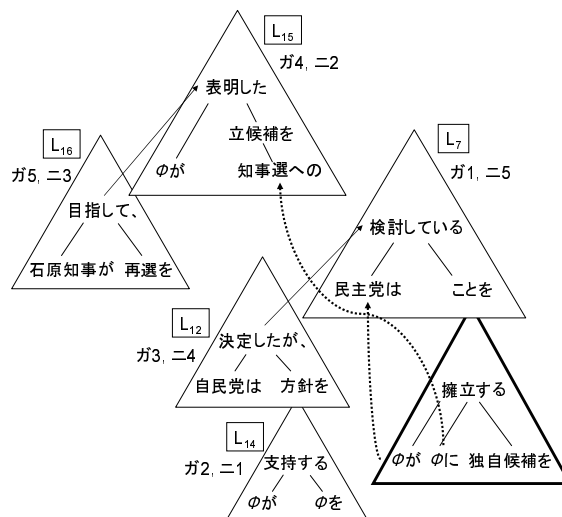 L15
ガ4, ニ2
表明した
立候補を
Φが
知事選への
L16
ガ5, ニ3
目指して、
石原知事が 再選を
L7
ガ1, ニ5
検討している
民主党は ことを
L12
ガ3, ニ4
決定したが、
自民党は 方針を
L14
ガ2, ニ1
支持する
Φが Φを
擁立する
Φが Φに 独自候補を